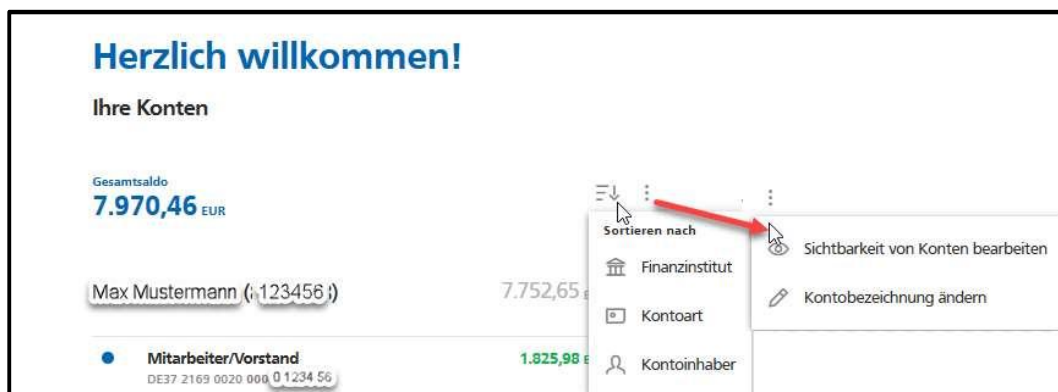 Herzlich willkommen!
Ihre Konten
Gesamtsaldo
7.970,46 EUR
Sortieren nach
Sichtbarkeit von Konten bearbeiten
Finanzinstitut
Max Mustermann (123456)
7.752,65
Kontobezeichnung ändern
Kontoart
Mitarbeiter/Vorstand
1.825,98 E
Kontoinhaber
DE37 2169 0020 000 0 1234 56